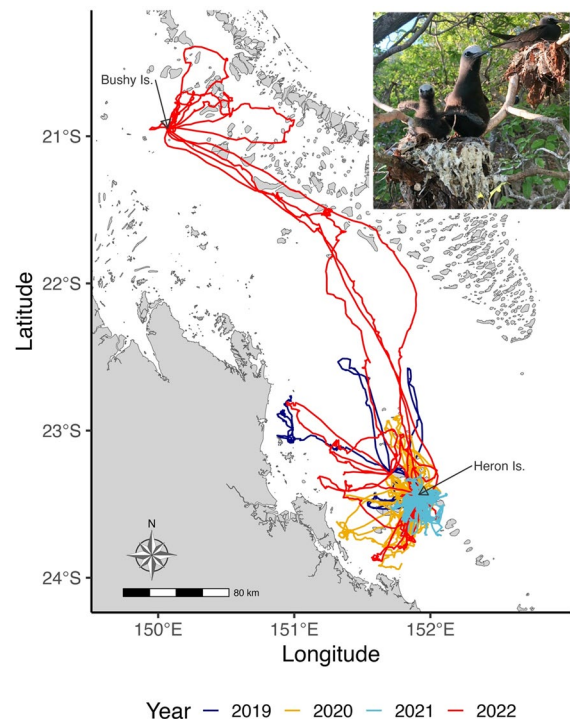 Bushy Is.
21°S
22°S
Latitude
23°S
Heron Is.
24°S
N
80 km
150°E
151°E
152°E
Longitude
Year
2019
2020
2021
2022